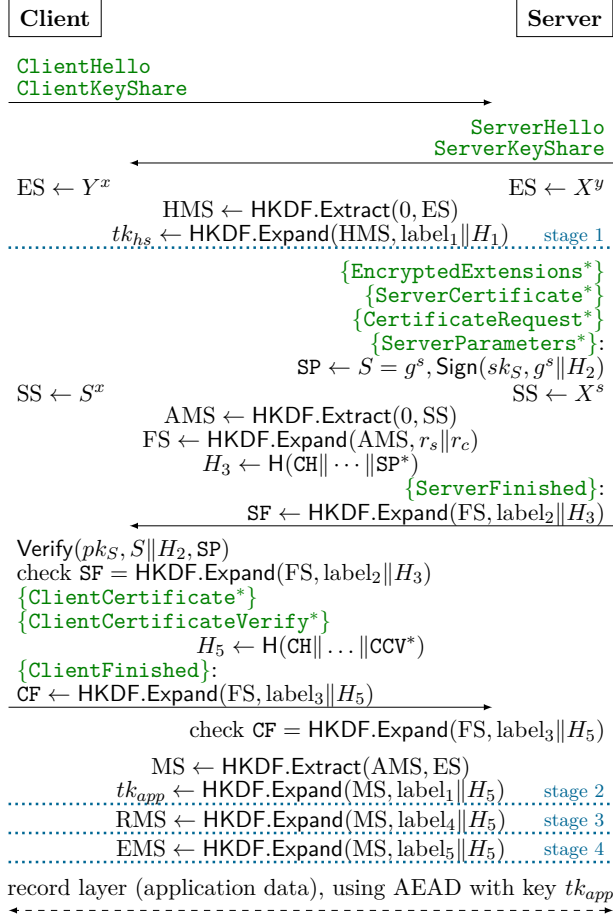 Client Server
ClientHello
ClientKeyShare
ServerHello
ServerKeyShare
ES ← Y^x ES ← X^y
HMS ← HKDF.Extract(0, ES)
tk_hs ← HKDF.Expand(HMS, label_1∥H_1) stage 1
{EncryptedExtensions*}
{ServerCertificate*}
{CertificateRequest*}
{ServerParameters*}:
SP ← S = g^s, Sign(sk_S, g^s∥H_2)
SS ← S^x SS ← X^s
AMS ← HKDF.Extract(0, SS)
FS ← HKDF.Expand(AMS, r_s∥r_c)
H_3 ← H(CH∥ ··· ∥SP*)
{ServerFinished}:
SF ← HKDF.Expand(FS, label_2∥H_3)
Verify(pk_S, S∥H_2, SP)
check SF = HKDF.Expand(FS, label_2∥H_3)
{ClientCertificate*}
{ClientCertificateVerify*}
H_5 ← H(CH∥ ... ∥CCV*)
{ClientFinished}:
CF ← HKDF.Expand(FS, label_3∥H_5)
check CF = HKDF.Expand(FS, label_3∥H_5)
MS ← HKDF.Extract(AMS, ES)
tk_app ← HKDF.Expand(MS, label_1∥H_5) stage 2
RMS ← HKDF.Expand(MS, label_4∥H_5) stage 3
EMS ← HKDF.Expand(MS, label_5∥H_5) stage 4
record layer (application data), using AEAD with key tk_app